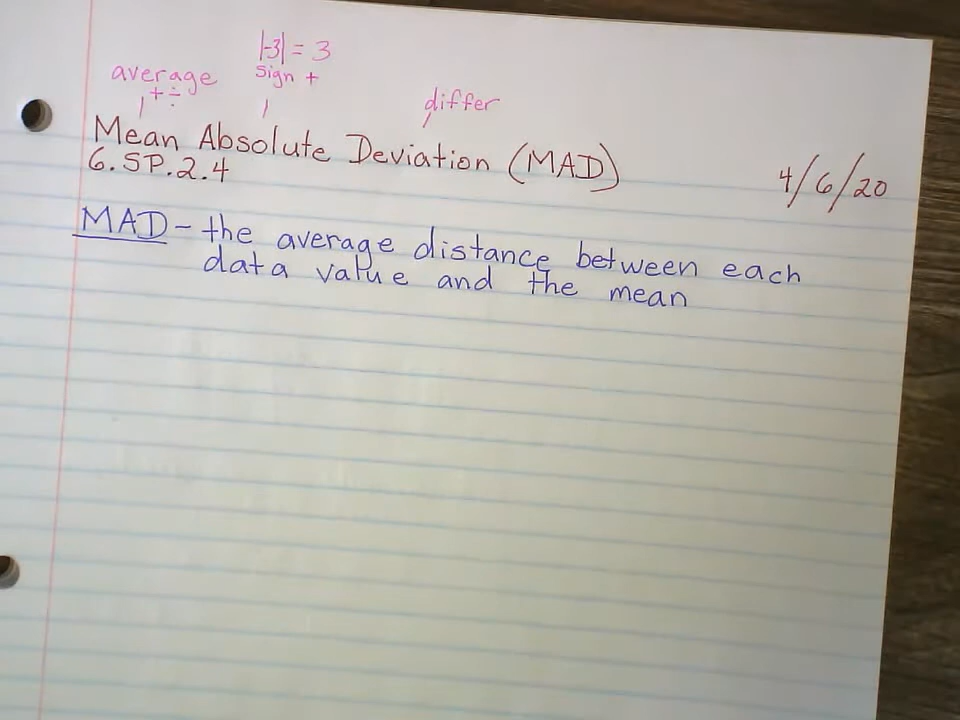 |-3| = 3
average sign +
+ ÷
differ
Mean Absolute Deviation (MAD)
6.SP.2.4 4/6/20
MAD - the average distance between each
data value and the mean